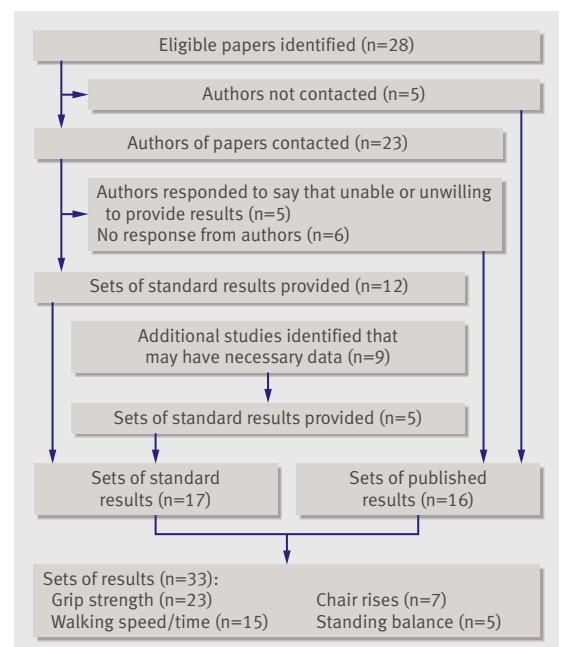 Eligible papers identified (n=28)
Authors not contacted (n=5)
Authors of papers contacted (n=23)
Authors responded to say that unable or unwilling
to provide results (n=5)
No response from authors (n=6)
Sets of standard results provided (n=12)
Additional studies identified that
may have necessary data (n=9)
Sets of standard results provided (n=5)
Sets of standard
results (n=17)
Sets of published
results (n=16)
Sets of results (n=33):
Grip strength (n=23) Chair rises (n=7)
Walking speed/time (n=15) Standing balance (n=5)